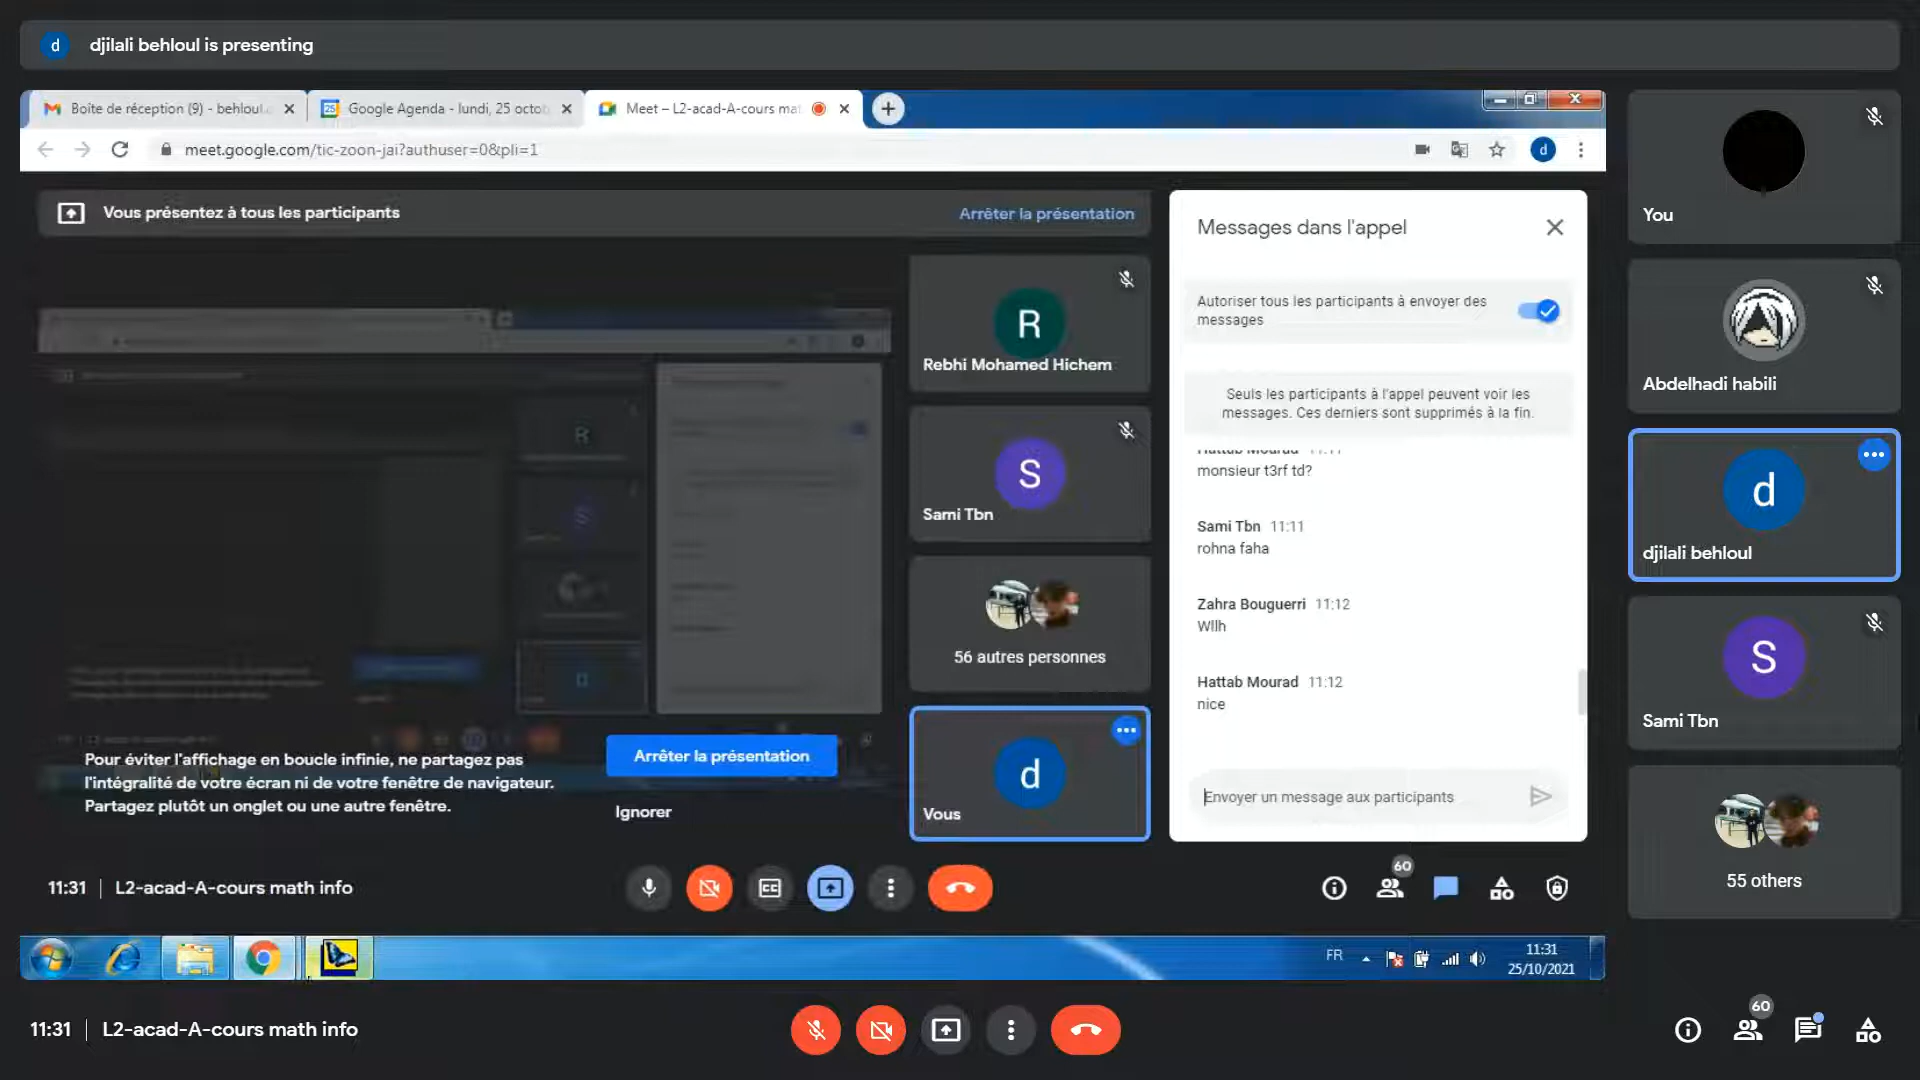 d djilali behloul is presenting
Boîte de réception (9) - behloul.
Google Agenda - lundi, 25 octob
Meet – L2-acad-A-cours mat
meet.google.com/tic-zoon-jai?authuser=0&pli=1
d
Vous présentez à tous les participants
Arrêter la présentation
R
Rebhi Mohamed Hichem
S
Sami Tbn
56 autres personnes
d
Vous
Pour éviter l'affichage en boucle infinie, ne partagez pas
l'intégralité de votre écran ni de votre fenêtre de navigateur.
Partagez plutôt un onglet ou une autre fenêtre.
Arrêter la présentation
Ignorer
Messages dans l'appel
Autoriser tous les participants à envoyer des
messages
Seuls les participants à l'appel peuvent voir les
messages. Ces derniers sont supprimés à la fin.
Hattab Mourad 11:11
monsieur t3rf td?
Sami Tbn 11:11
rohna faha
Zahra Bouguerri 11:12
Wllh
Hattab Mourad 11:12
nice
Envoyer un message aux participants
11:31 | L2-acad-A-cours math info
60
FR
11:31
25/10/2021
You
Abdelhadi habili
d
djilali behloul
S
Sami Tbn
55 others
11:31 | L2-acad-A-cours math info
60